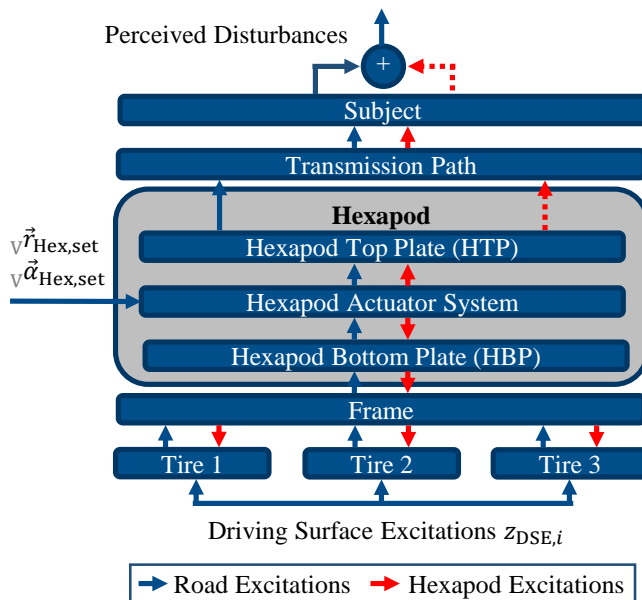 Perceived Disturbances
+
Subject
Transmission Path
Hexapod
V r⃗Hex,set
Hexapod Top Plate (HTP)
V α⃗Hex,set
Hexapod Actuator System
Hexapod Bottom Plate (HBP)
Frame
Tire 1 Tire 2 Tire 3
Driving Surface Excitations zDSE,i
Road Excitations Hexapod Excitations